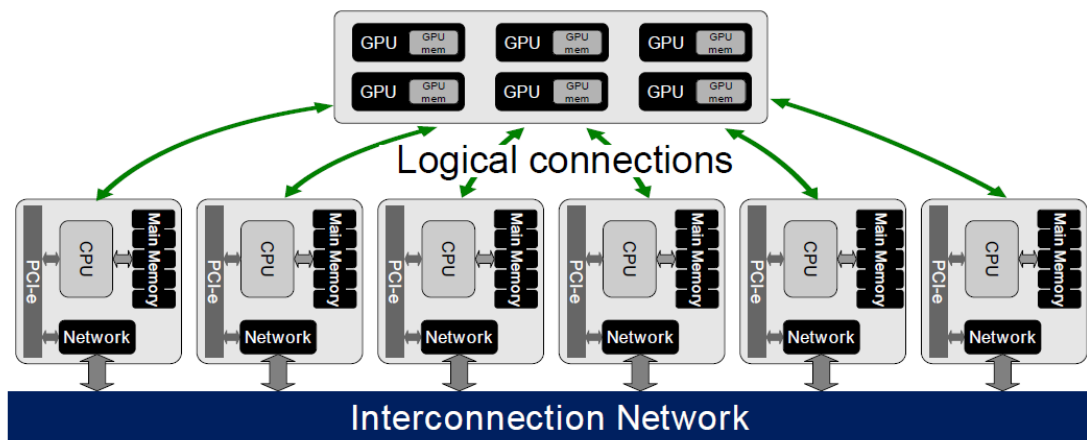 GPU GPU mem GPU GPU mem GPU GPU mem
GPU GPU mem GPU GPU mem GPU GPU mem
Logical connections
PCI-e CPU Main Memory Network
PCI-e CPU Main Memory Network
PCI-e CPU Main Memory Network
PCI-e CPU Main Memory Network
PCI-e CPU Main Memory Network
PCI-e CPU Main Memory Network
Interconnection Network